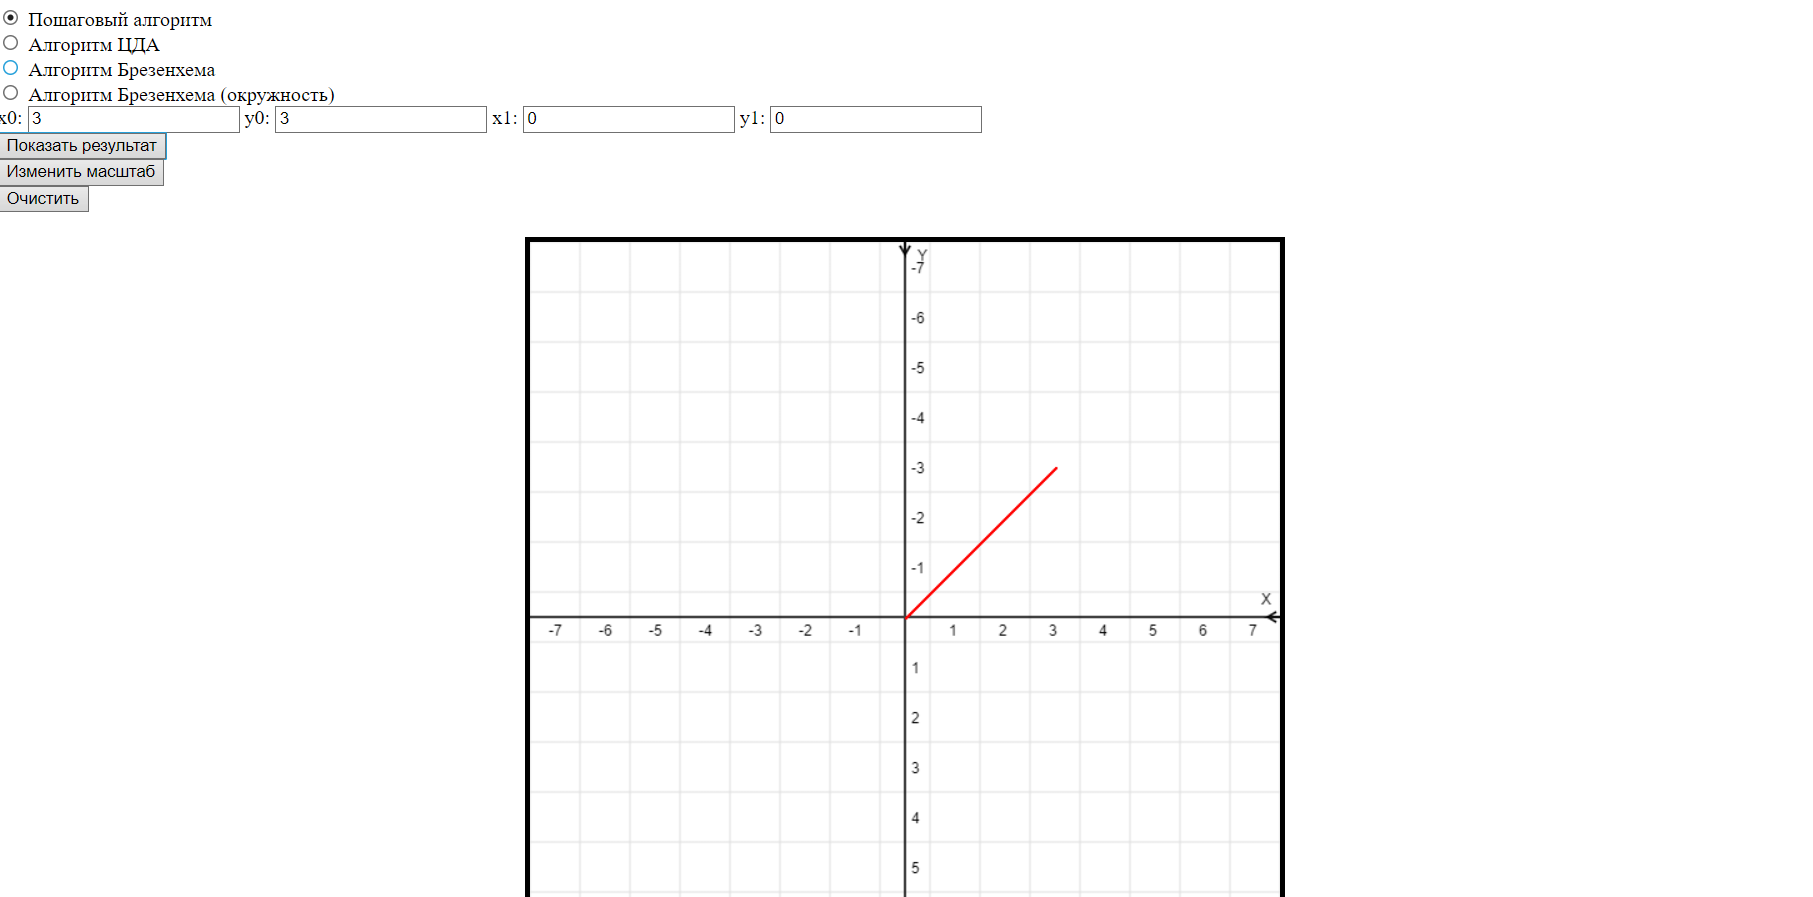 Пошаговый алгоритм
Алгоритм ЦДА
Алгоритм Брезенхема
Алгоритм Брезенхема (окружность)
x0: 3 y0: 3 x1: 0 y1: 0
Показать результат
Изменить масштаб
Очистить
Y
-7
-6
-5
-4
-3
-2
-1
X
-7 -6 -5 -4 -3 -2 -1 1 2 3 4 5 6 7
1
2
3
4
5